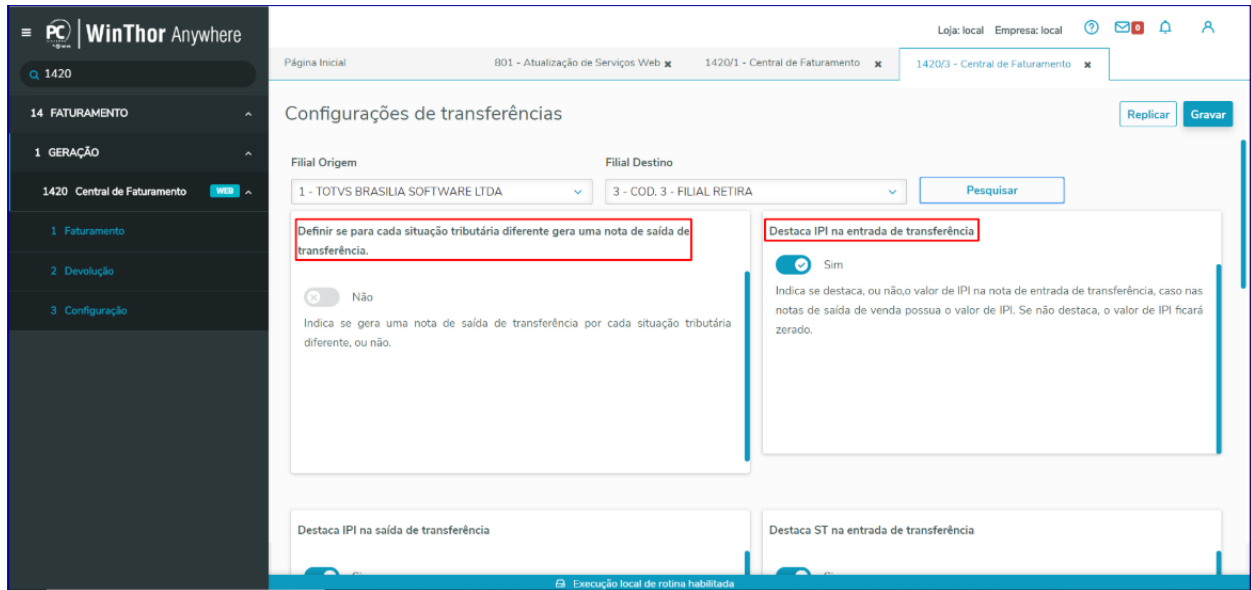 ≡ PC WinThor Anywhere
Loja: local Empresa: local
0
1420
Página Inicial
801 - Atualização de Serviços Web x
1420/1 - Central de Faturamento x
1420/3 - Central de Faturamento x
14 FATURAMENTO
1 GERAÇÃO
1420 Central de Faturamento WEB
1 Faturamento
2 Devolução
3 Configuração
Configurações de transferências
Replicar
Gravar
Filial Origem
Filial Destino
1 - TOTVS BRASILIA SOFTWARE LTDA
3 - COD. 3 - FILIAL RETIRA
Pesquisar
Definir se para cada situação tributária diferente gera uma nota de saída de
transferência.
Não
Indica se gera uma nota de saída de transferência por cada situação tributária
diferente, ou não.
Destaca IPI na entrada de transferência
Sim
Indica se destaca, ou não,o valor de IPI na nota de entrada de transferência, caso nas
notas de saída de venda possua o valor de IPI. Se não destaca, o valor de IPI ficará
zerado.
Destaca IPI na saída de transferência
Destaca ST na entrada de transferência
Execução local de rotina habilitada